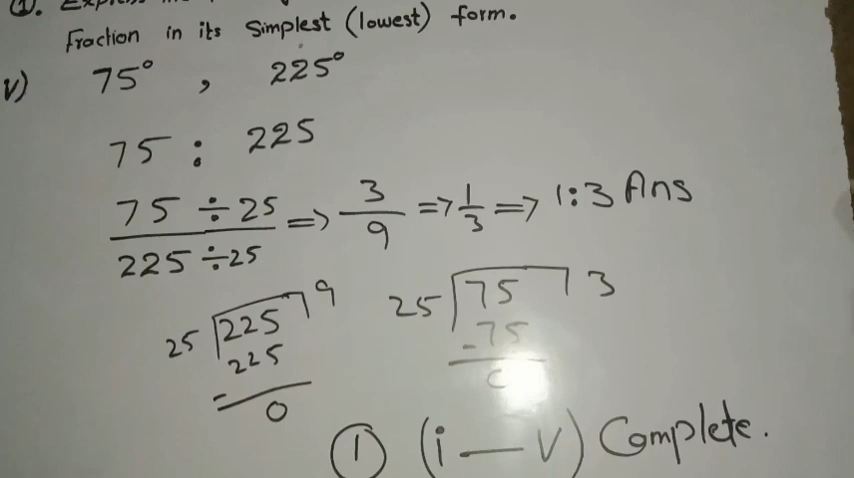 Fraction in its Simplest (lowest) form.
v) 75° , 225°
75 : 225
75 ÷ 25 / 225 ÷ 25 => 3/9 => 1/3 => 1:3 Ans
25 225 9
225
- 0
25 75 3
-75
0
① (i — v) Complete.